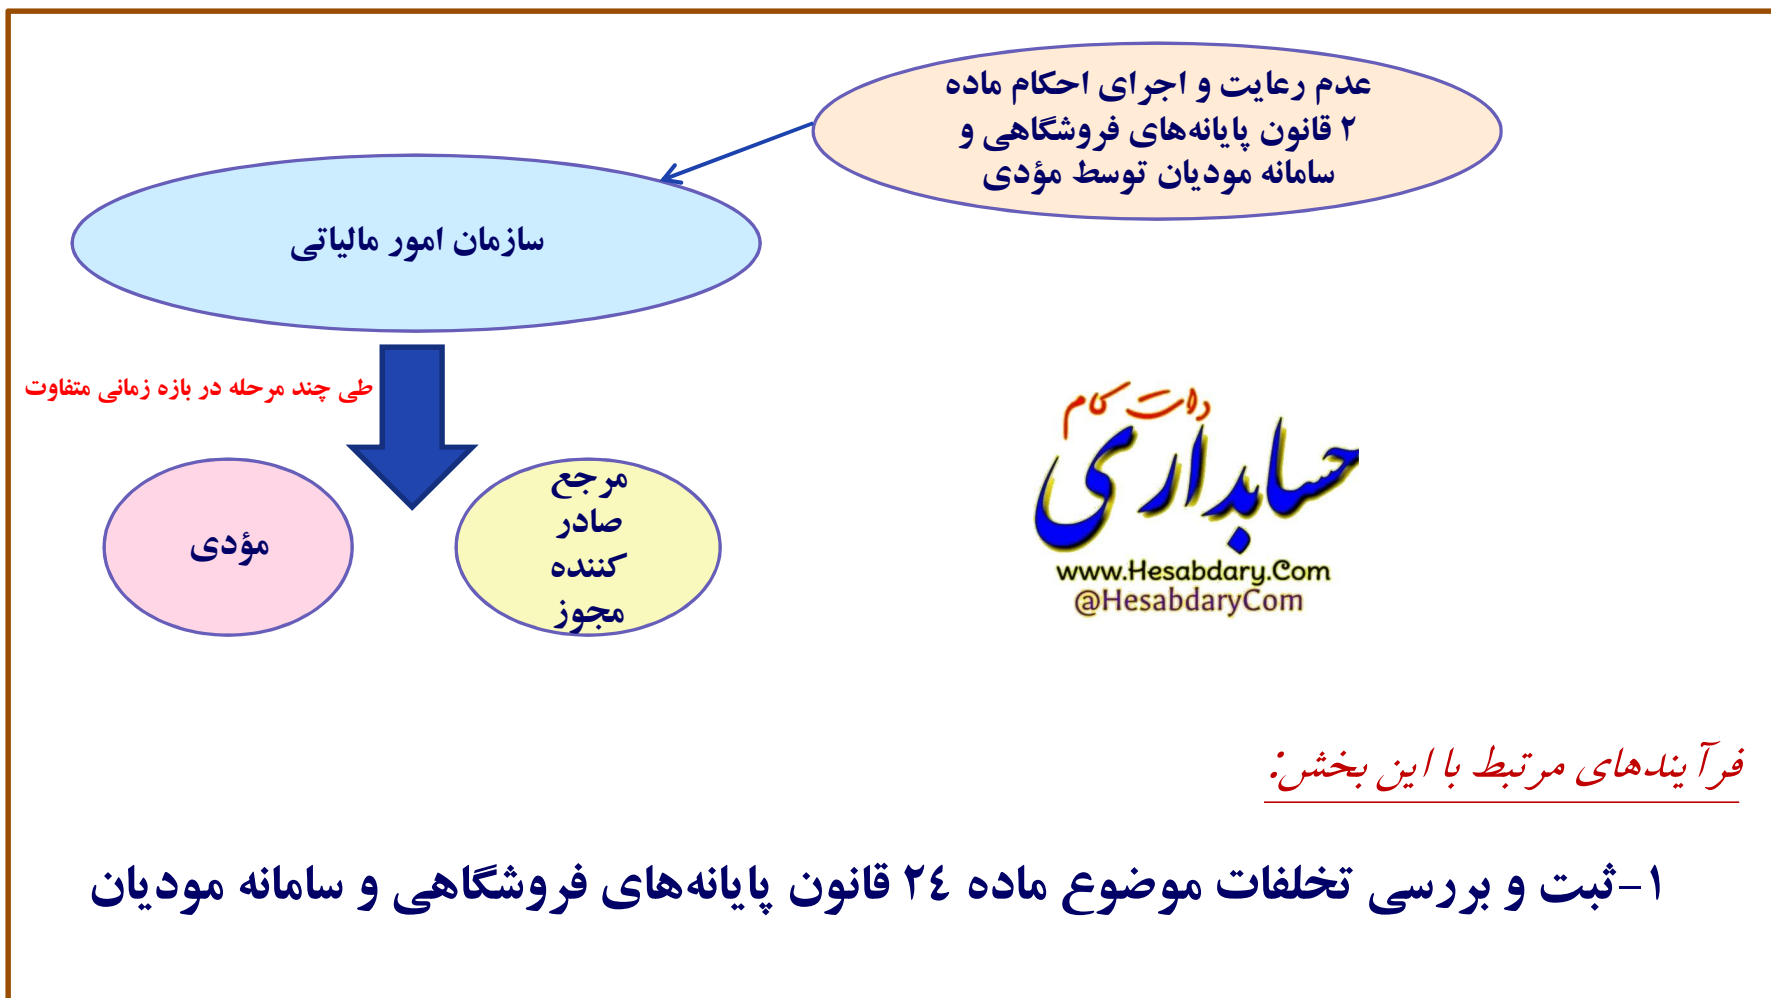 عدم رعایت و اجرای احکام ماده
۲ قانون پایانه‌های فروشگاهی و
سامانه مودیان توسط مؤدی
سازمان امور مالیاتی
طی چند مرحله در بازه زمانی متفاوت
مرجع
صادر
کننده
مجوز
مؤدی
دات کام
حسابداری
www.Hesabdary.Com
@HesabdaryCom
فرآیندهای مرتبط با این بخش:
۱-ثبت و بررسی تخلفات موضوع ماده ۲٤ قانون پایانه‌های فروشگاهی و سامانه مودیان